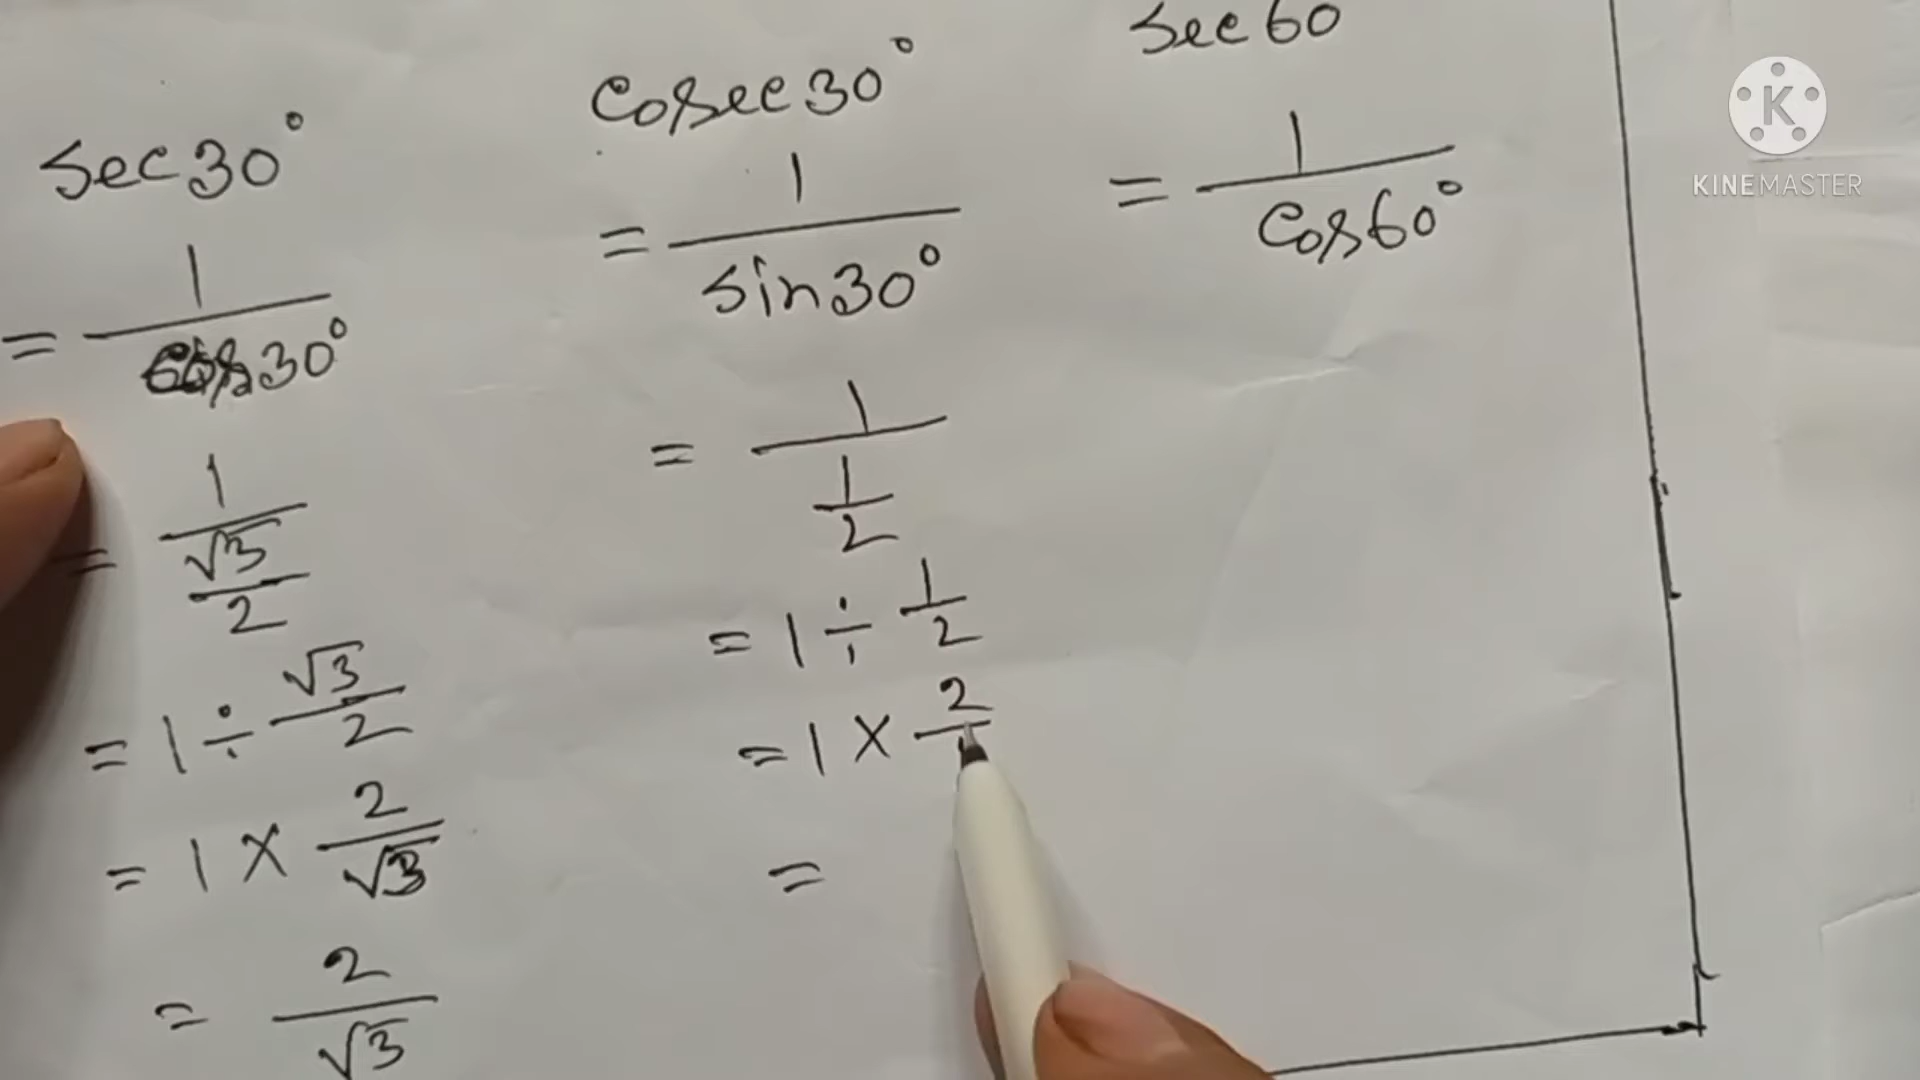 sec 30°
= 1/cos 30°
= 1/(√3/2)
= 1 ÷ √3/2
= 1 × 2/√3
= 2/√3
cosec 30°
= 1/sin 30°
= 1/(1/2)
= 1 ÷ 1/2
= 1 × 2/1
=
sec 60
= 1/cos 60°
K
KINEMASTER